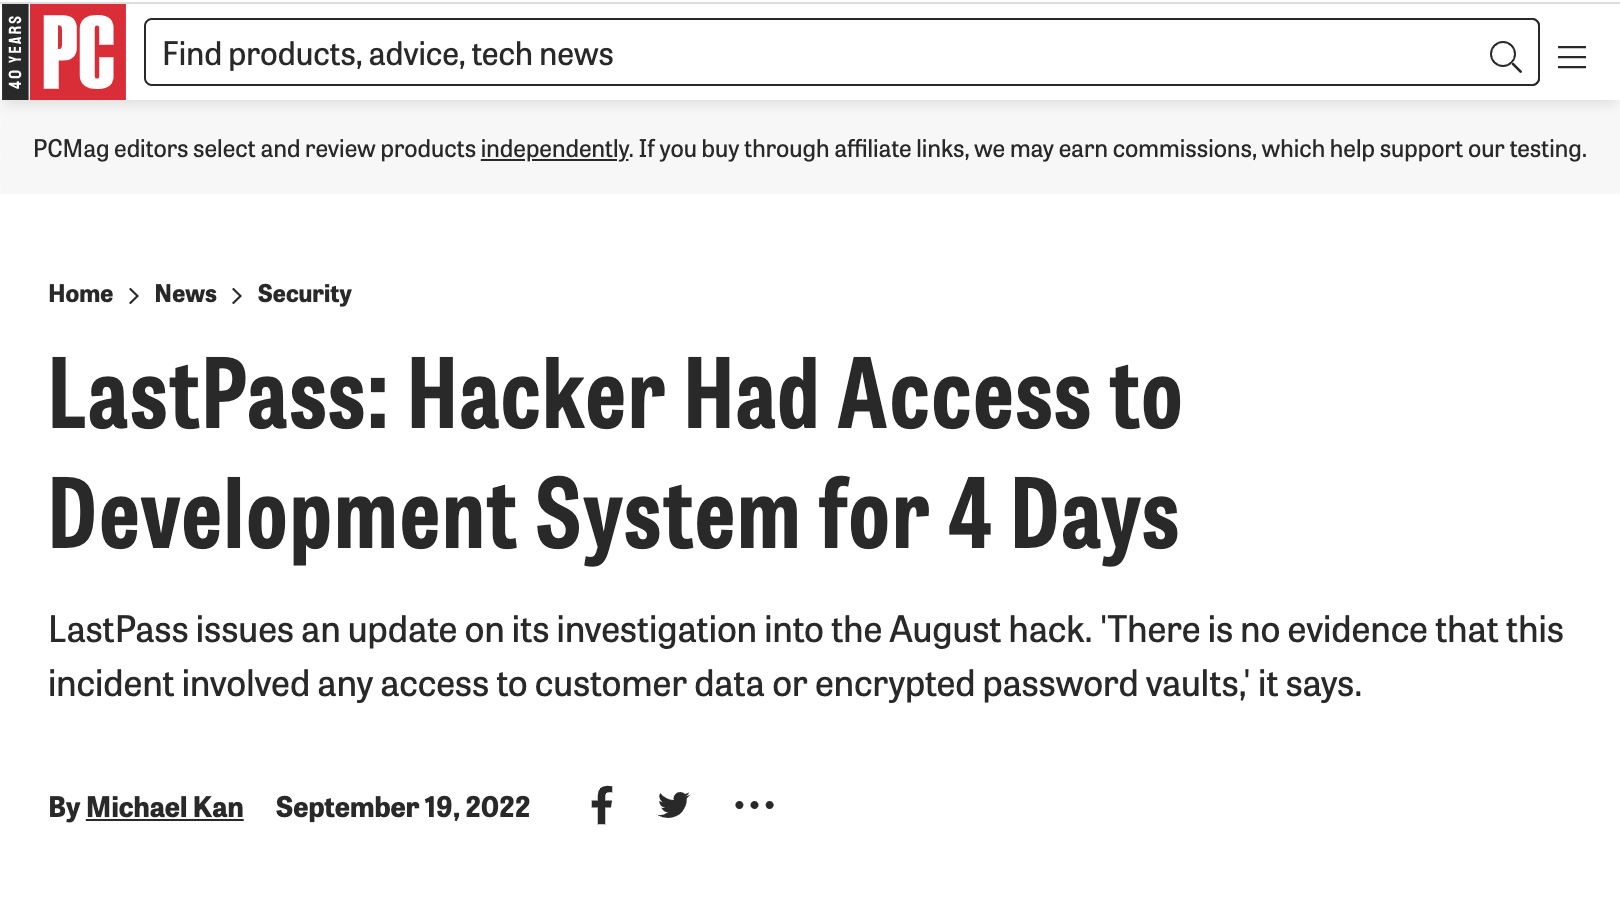 40 YEARS
PC
Find products, advice, tech news
PCMag editors select and review products independently. If you buy through affiliate links, we may earn commissions, which help support our testing.
Home > News > Security
LastPass: Hacker Had Access to
Development System for 4 Days
LastPass issues an update on its investigation into the August hack. 'There is no evidence that this
incident involved any access to customer data or encrypted password vaults,' it says.
By Michael Kan September 19, 2022